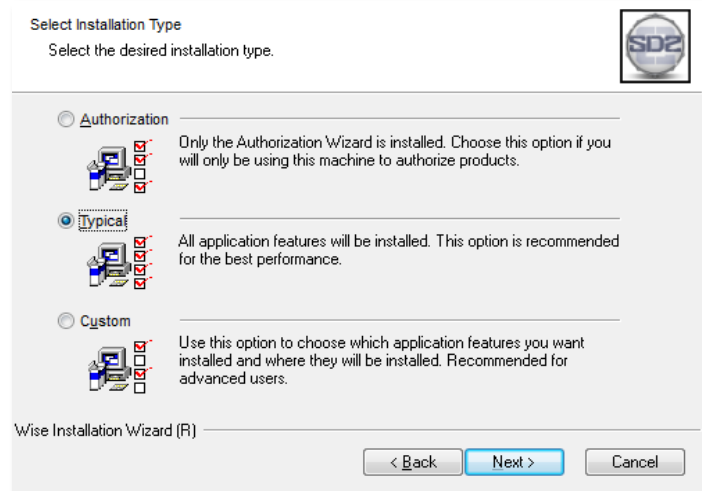 Select Installation Type
Select the desired installation type.
SD2
Authorization
Only the Authorization Wizard is installed. Choose this option if you
will only be using this machine to authorize products.
Typical
All application features will be installed. This option is recommended
for the best performance.
Custom
Use this option to choose which application features you want
installed and where they will be installed. Recommended for
advanced users.
Wise Installation Wizard (R)
< Back
Next >
Cancel